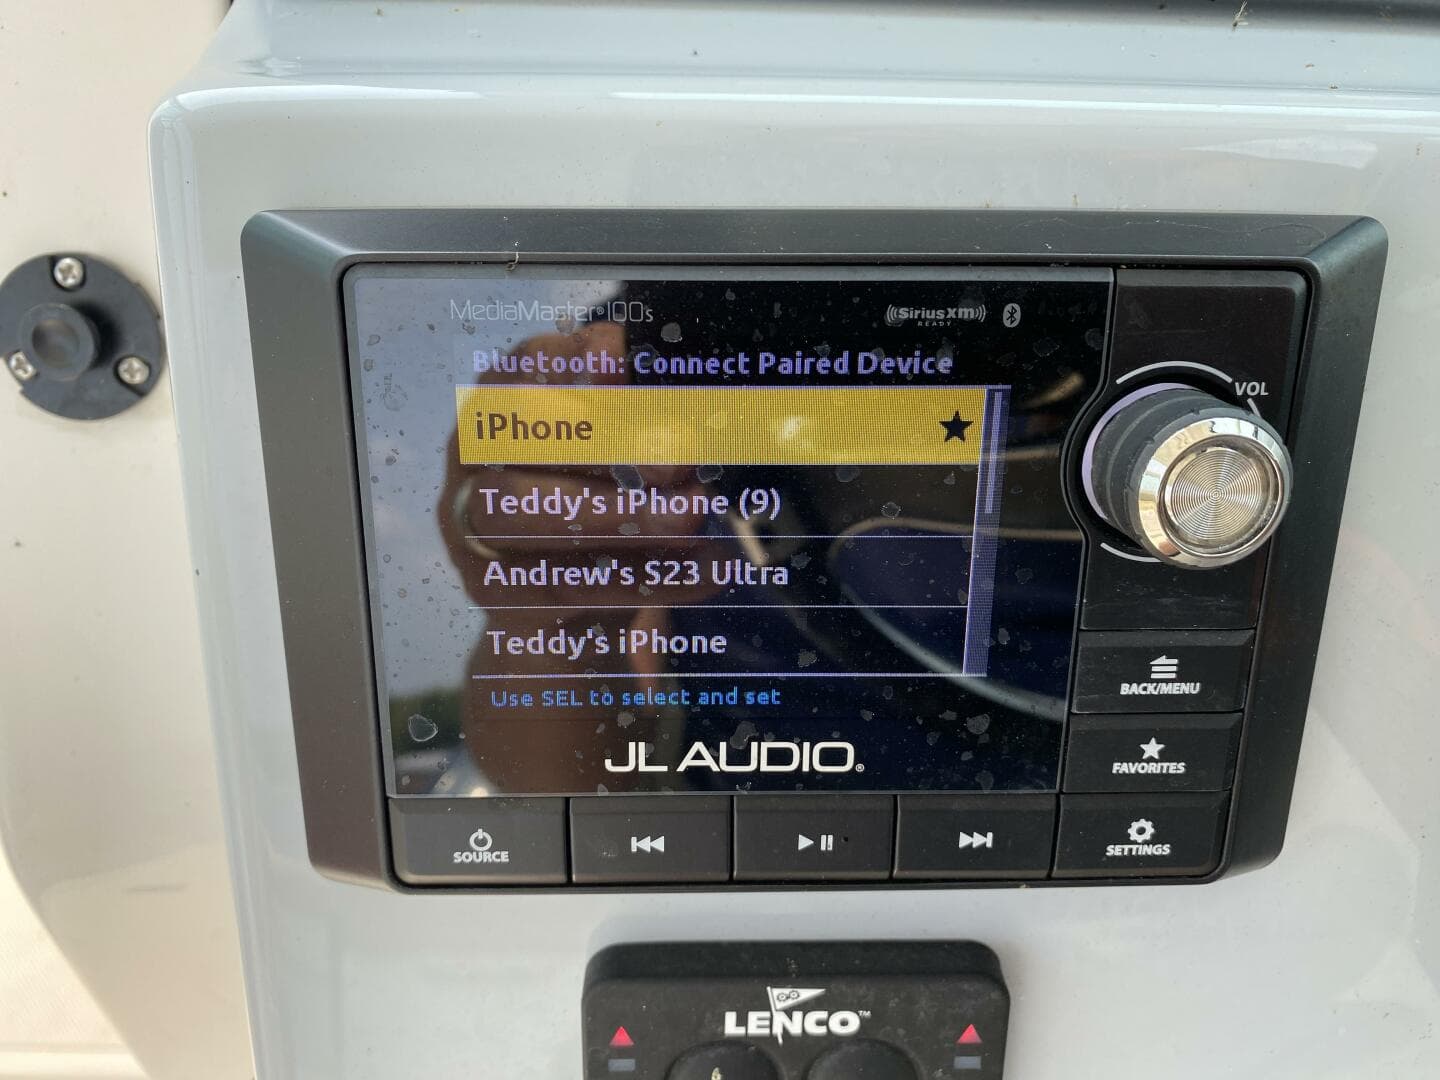 MediaMaster®100s
((SiriusXM))
READY
Bluetooth: Connect Paired Device
VOL
iPhone
Teddy's iPhone (9)
Andrew's S23 Ultra
Teddy's iPhone
Use SEL to select and set
BACK/MENU
JL AUDIO®
FAVORITES
SOURCE
SETTINGS
LENCO™